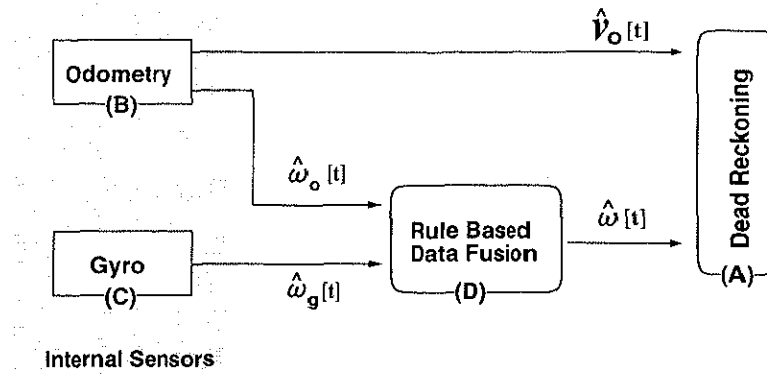 v̂o[t]
Odometry
(B)
ω̂o[t]
Rule Based
Data Fusion
(D)
ω̂[t]
Dead Reckoning
(A)
Gyro
(C)
ω̂g[t]
Internal Sensors